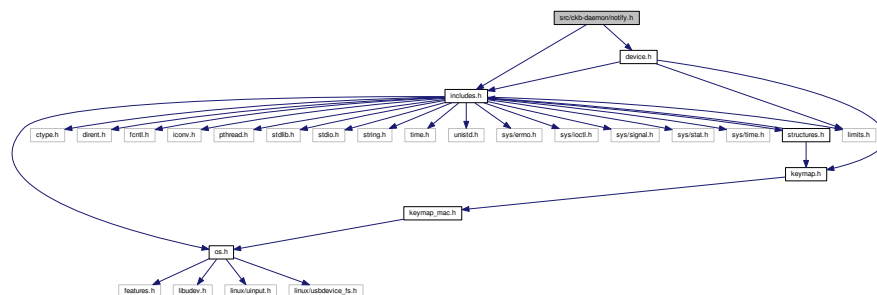 src/ckb-daemon/notify.h
device.h
includes.h
ctype.h
dirent.h
fcntl.h
iconv.h
pthread.h
stdlib.h
stdio.h
string.h
time.h
unistd.h
sys/errno.h
sys/ioctl.h
sys/signal.h
sys/stat.h
sys/time.h
structures.h
limits.h
keymap.h
keymap_mac.h
os.h
features.h
libudev.h
linux/uinput.h
linux/usbdevice_fs.h